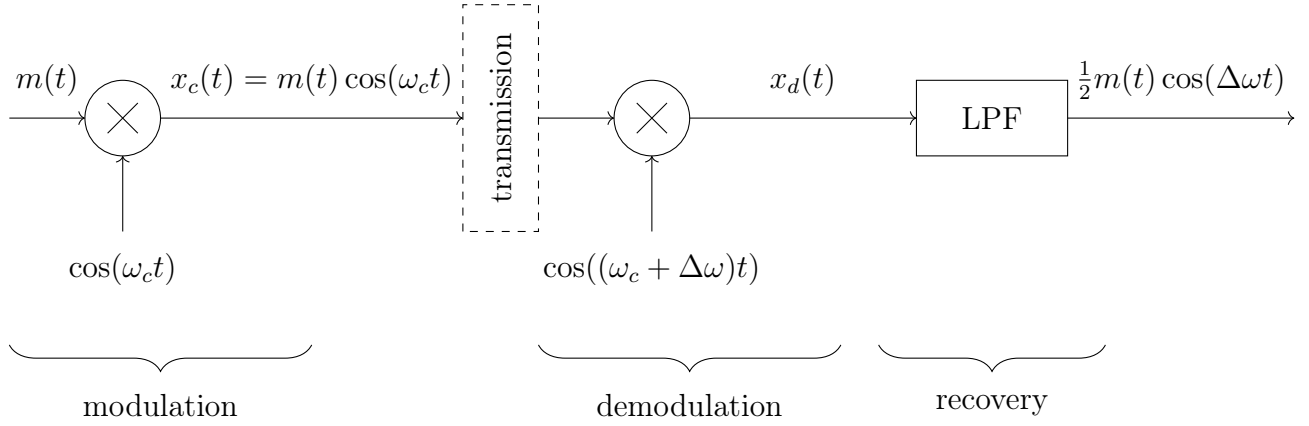 m(t)
x_c(t) = m(t) cos(ω_c t)
transmission
x_d(t)
LPF
½m(t) cos(Δωt)
cos(ω_c t)
cos((ω_c + Δω)t)
modulation
demodulation
recovery